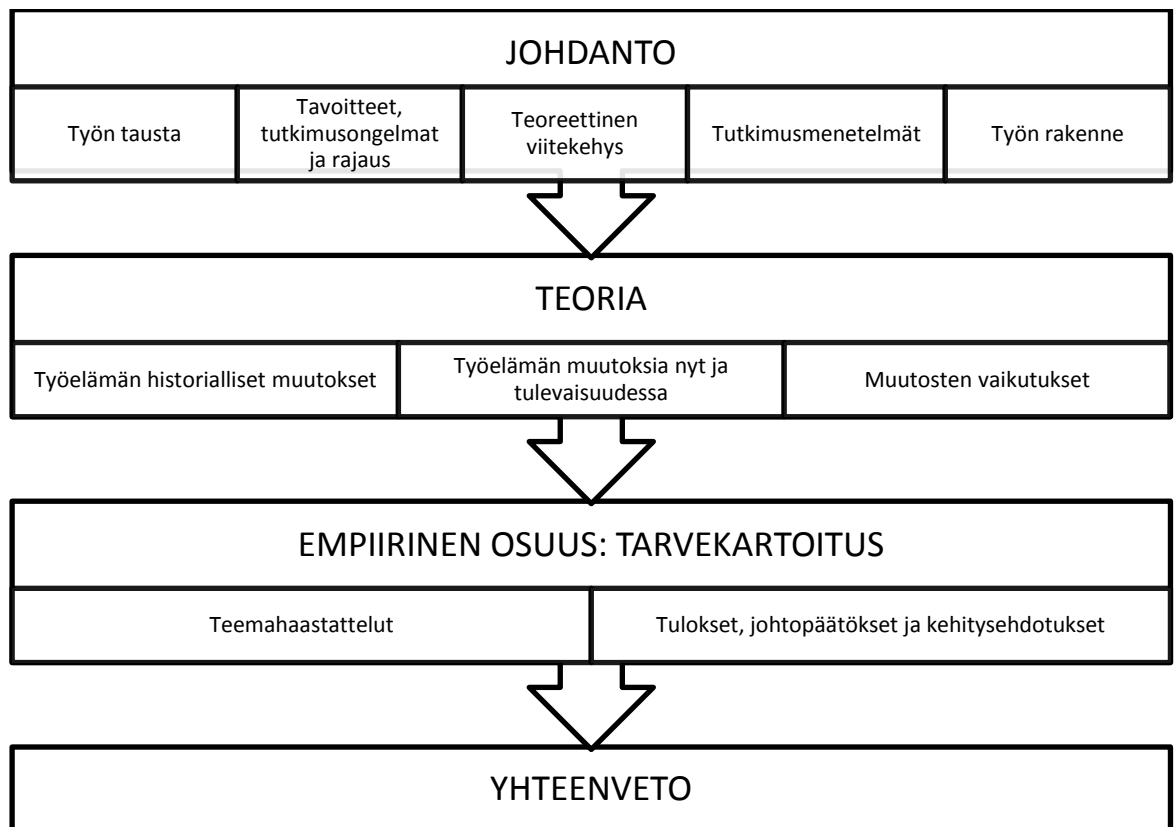 JOHDANTO
Työn tausta
Tavoitteet,
tutkimusongelmat
ja rajaus
Teoreettinen
viitekehys
Tutkimusmenetelmät
Työn rakenne
TEORIA
Työelämän historialliset muutokset
Työelämän muutoksia nyt ja
tulevaisuudessa
Muutosten vaikutukset
EMPIIRINEN OSUUS: TARVEKARTOITUS
Teemahaastattelut
Tulokset, johtopäätökset ja kehitysehdotukset
YHTEENVETO